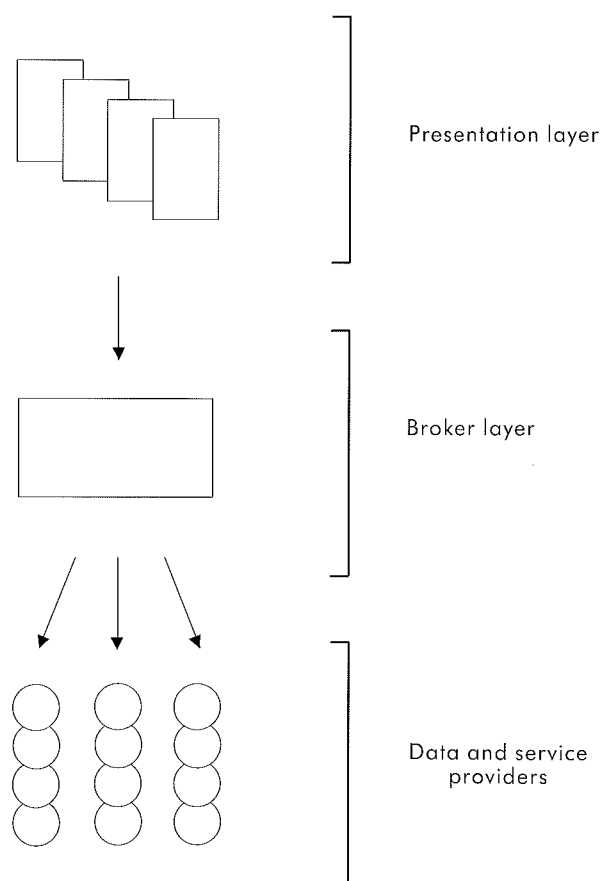 Presentation layer
Broker layer
Data and service
providers